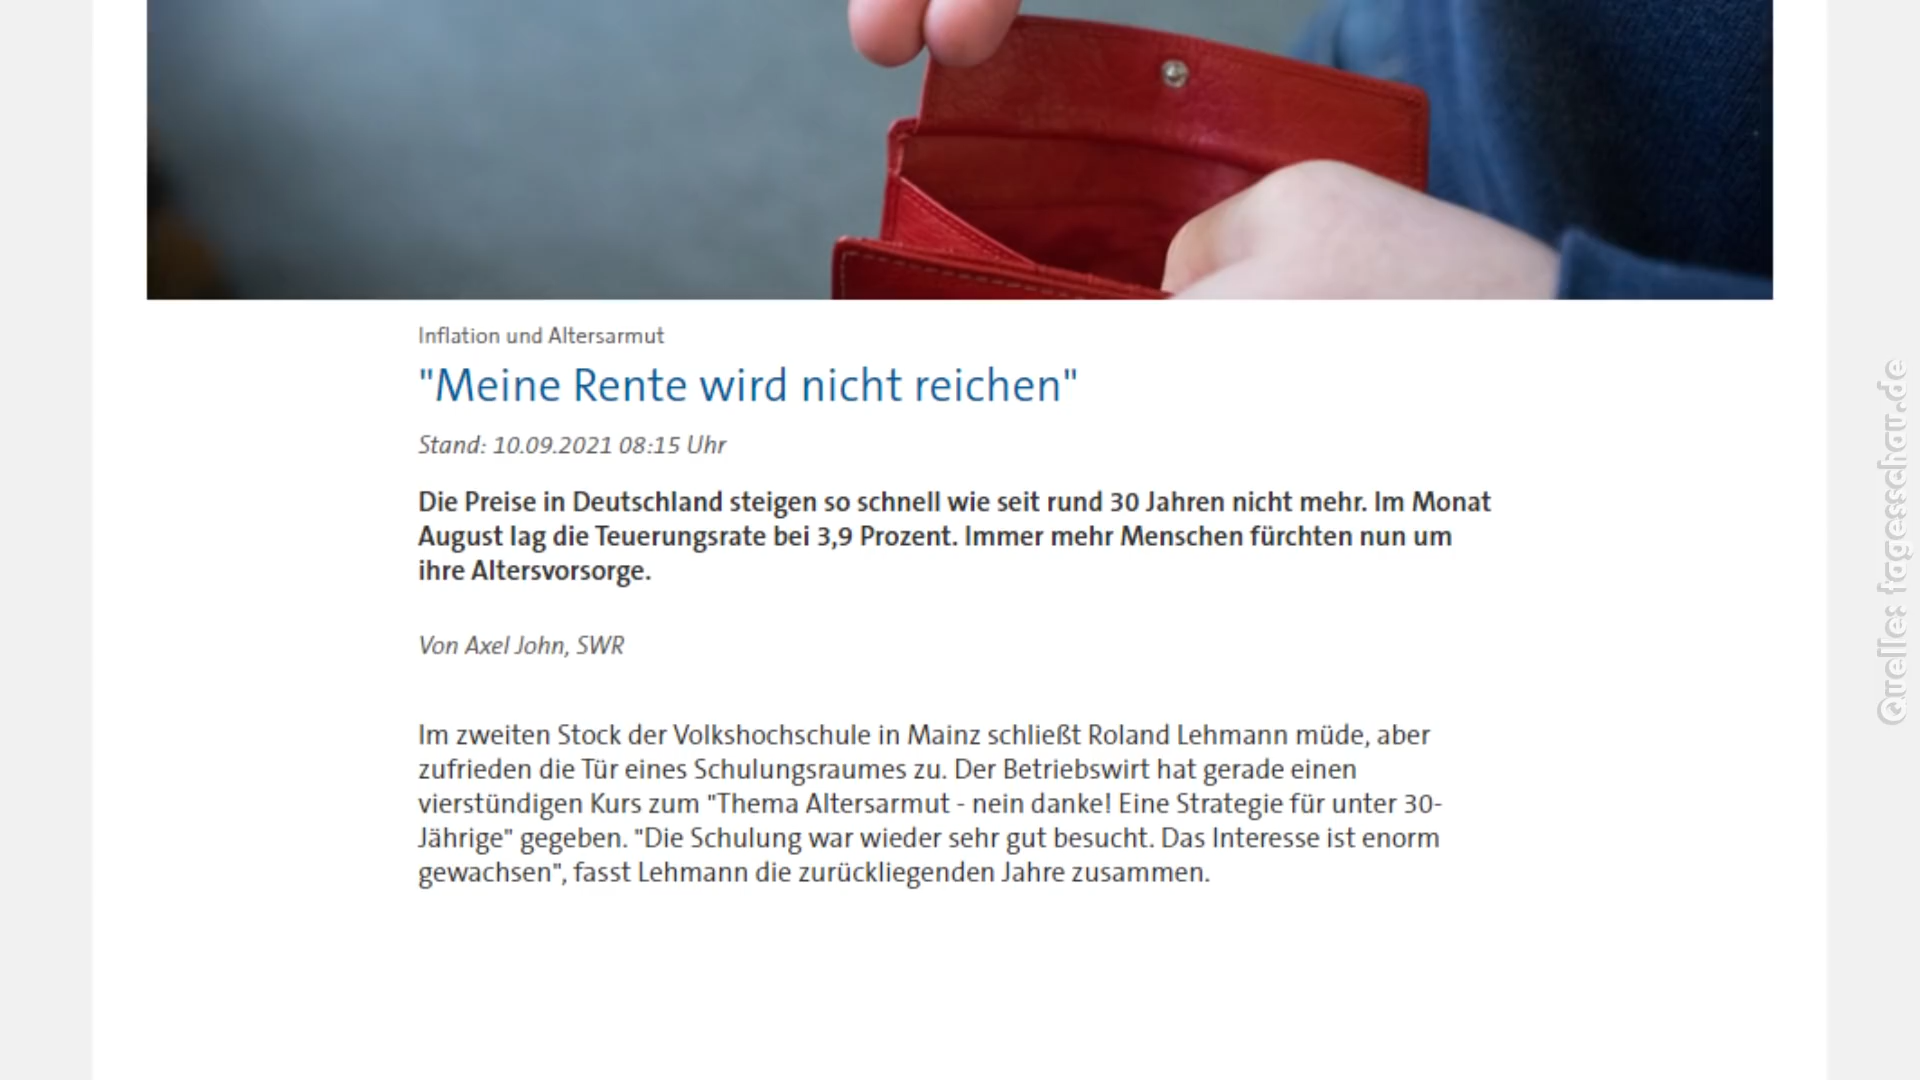 Inflation und Altersarmut
"Meine Rente wird nicht reichen"
Stand: 10.09.2021 08:15 Uhr
Die Preise in Deutschland steigen so schnell wie seit rund 30 Jahren nicht mehr. Im Monat
August lag die Teuerungsrate bei 3,9 Prozent. Immer mehr Menschen fürchten nun um
ihre Altersvorsorge.
Von Axel John, SWR
Im zweiten Stock der Volkshochschule in Mainz schließt Roland Lehmann müde, aber
zufrieden die Tür eines Schulungsraumes zu. Der Betriebswirt hat gerade einen
vierstündigen Kurs zum "Thema Altersarmut - nein danke! Eine Strategie für unter 30-
Jährige" gegeben. "Die Schulung war wieder sehr gut besucht. Das Interesse ist enorm
gewachsen", fasst Lehmann die zurückliegenden Jahre zusammen.
Quelle: tagesschau.de